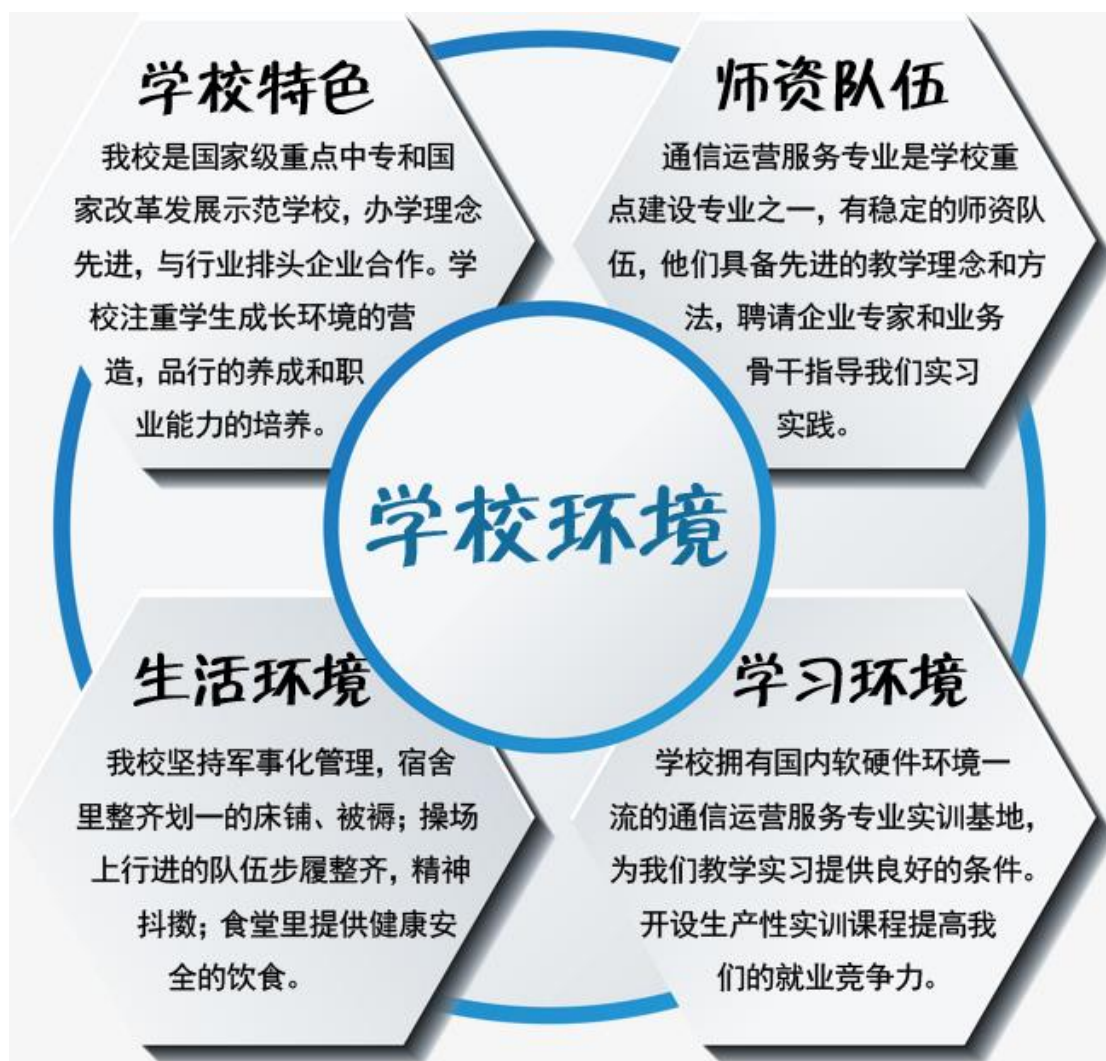 学校特色
我校是国家级重点中专和国
家改革发展示范学校，办学理念
先进，与行业排头企业合作。学
校注重学生成长环境的营
造，品行的养成和职
业能力的培养。
师资队伍
通信运营服务专业是学校重
点建设专业之一，有稳定的师资队
伍，他们具备先进的教学理念和方
法，聘请企业专家和业务
骨干指导我们实习
实践。
学校环境
生活环境
我校坚持军事化管理，宿舍
里整齐划一的床铺、被褥；操场
上行进的队伍步履整齐，精神
抖擞；食堂里提供健康安
全的饮食。
学习环境
学校拥有国内软硬件环境一
流的通信运营服务专业实训基地，
为我们教学实习提供良好的条件。
开设生产性实训课程提高我
们的就业竞争力。